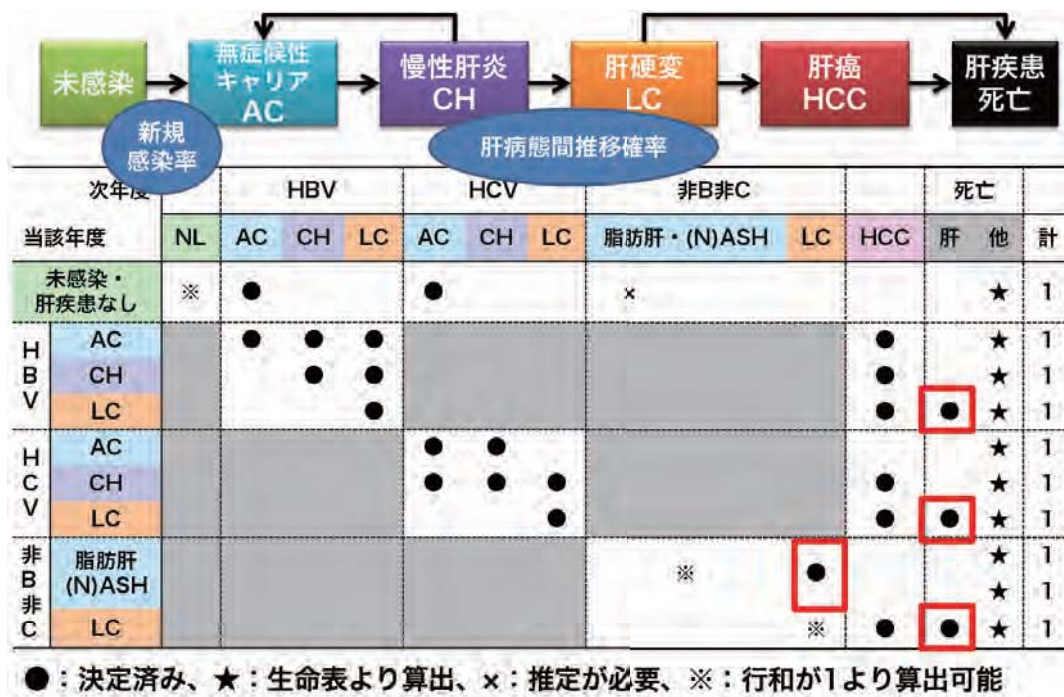 未感染
無症候性
キャリア
AC
慢性肝炎
CH
肝硬変
LC
肝癌
HCC
肝疾患
死亡
新規
感染率
肝病態間推移確率
次年度 HBV HCV 非B非C 死亡
当該年度 NL AC CH LC AC CH LC 脂肪肝・(N)ASH LC HCC 肝 他 計
未感染・
肝疾患なし ※ ● ● × ★ 1
HBV
AC ● ● ● ● ★ 1
CH ● ● ● ★ 1
LC ● ● ● ★ 1
HCV
AC ● ● ★ 1
CH ● ● ● ● ★ 1
LC ● ● ● ★ 1
非B非C
脂肪肝
(N)ASH ※ ● ★ 1
★ 1
LC ※ ● ● ★ 1
●：決定済み、★：生命表より算出、×：推定が必要、※：行和が1より算出可能